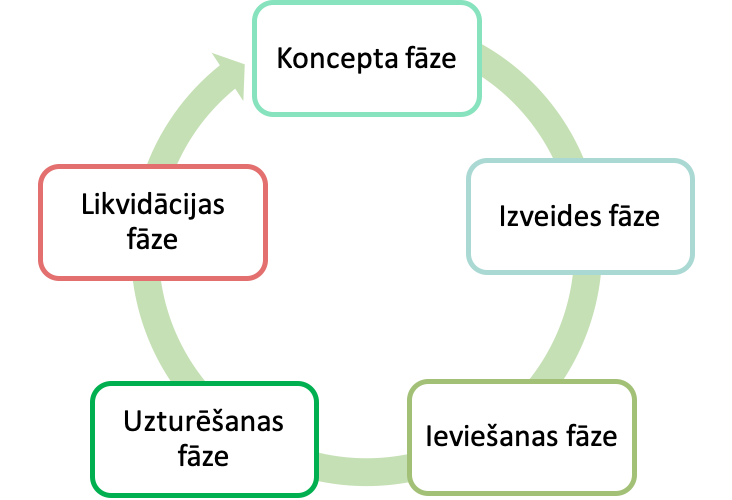 Koncepta fāze
Izveides fāze
Ieviešanas fāze
Uzturēšanas
fāze
Likvidācijas
fāze